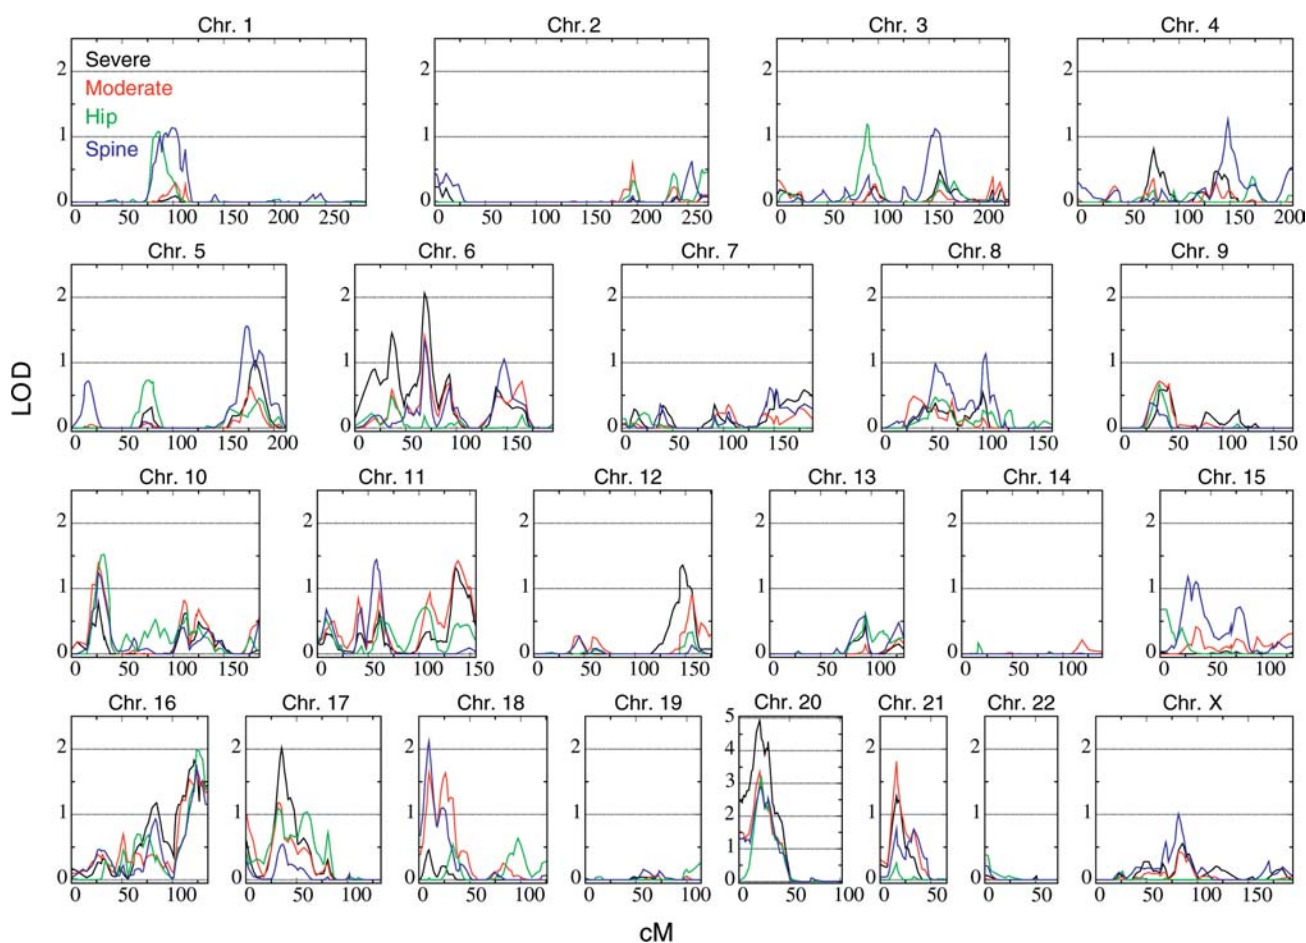 Chr. 1 Chr. 2 Chr. 3 Chr. 4
2 2 2 2
Severe
Moderate
Hip
1 1 1 1
Spine
0 0 0 0
0 50 100 150 200 250 0 50 100 150 200 250 0 50 100 150 200 0 50 100 150 200
Chr. 5 Chr. 6 Chr. 7 Chr. 8 Chr. 9
2 2 2 2 2
LOD
1 1 1 1 1
0 0 0 0 0
0 50 100 150 200 0 50 100 150 0 50 100 150 0 50 100 150 0 50 100 150
Chr. 10 Chr. 11 Chr. 12 Chr. 13 Chr. 14 Chr. 15
2 2 2 2 2 2
1 1 1 1 1 1
0 0 0 0 0 0
0 50 100 150 0 50 100 150 0 50 100 150 0 50 100 0 50 100 0 50 100
Chr. 16 Chr. 17 Chr. 18 Chr. 19 Chr. 20 Chr. 21 Chr. 22 Chr. X
5
2 2 2 2 4 2 2 2
3
1 1 1 1 2 1 1 1
1
0 0 0 0 0 0 0 0
0 50 100 0 50 100 0 50 100 0 50 100 0 50 100 0 50 0 50 0 50 100 150
cM